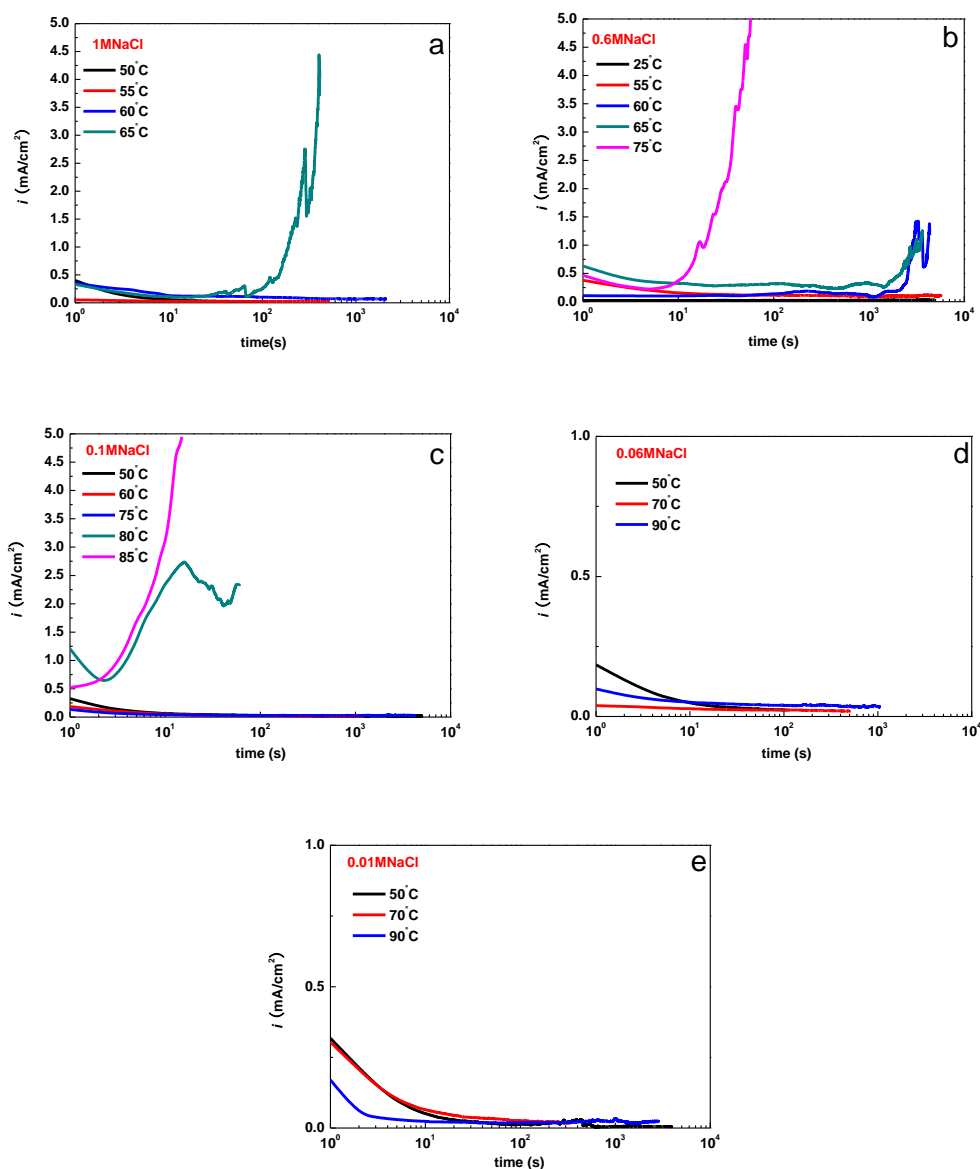 a
1MNaCl
50°C
55°C
60°C
65°C
5.0
4.5
4.0
3.5
3.0
2.5
2.0
1.5
1.0
0.5
0.0
i (mA/cm²)
10⁰ 10¹ 10² 10³ 10⁴
time(s)
b
0.6MNaCl
25°C
55°C
60°C
65°C
75°C
5.0
4.5
4.0
3.5
3.0
2.5
2.0
1.5
1.0
0.5
0.0
i (mA/cm²)
10⁰ 10¹ 10² 10³ 10⁴
time (s)
c
0.1MNaCl
50°C
60°C
75°C
80°C
85°C
5.0
4.5
4.0
3.5
3.0
2.5
2.0
1.5
1.0
0.5
0.0
i (mA/cm²)
10⁰ 10¹ 10² 10³ 10⁴
time (s)
d
0.06MNaCl
50°C
70°C
90°C
1.0
0.5
0.0
i (mA/cm²)
10⁰ 10¹ 10² 10³ 10⁴
time (s)
e
0.01MNaCl
50°C
70°C
90°C
1.0
0.5
0.0
i (mA/cm²)
10⁰ 10¹ 10² 10³ 10⁴
time (s)